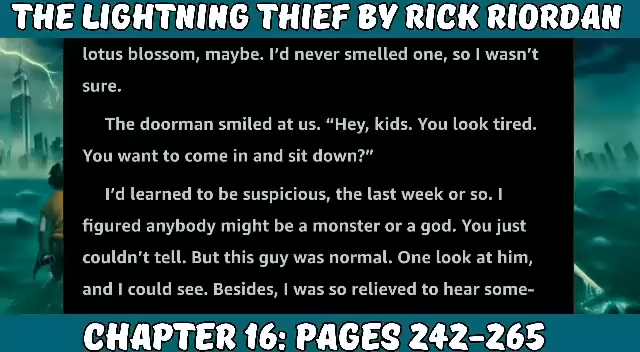 THE LIGHTNING THIEF BY RICK RIORDAN
lotus blossom, maybe. I’d never smelled one, so I wasn’t
sure.
The doorman smiled at us. “Hey, kids. You look tired.
You want to come in and sit down?”
I’d learned to be suspicious, the last week or so. I
figured anybody might be a monster or a god. You just
couldn’t tell. But this guy was normal. One look at him,
and I could see. Besides, I was so relieved to hear some-
CHAPTER 16: PAGES 242-265